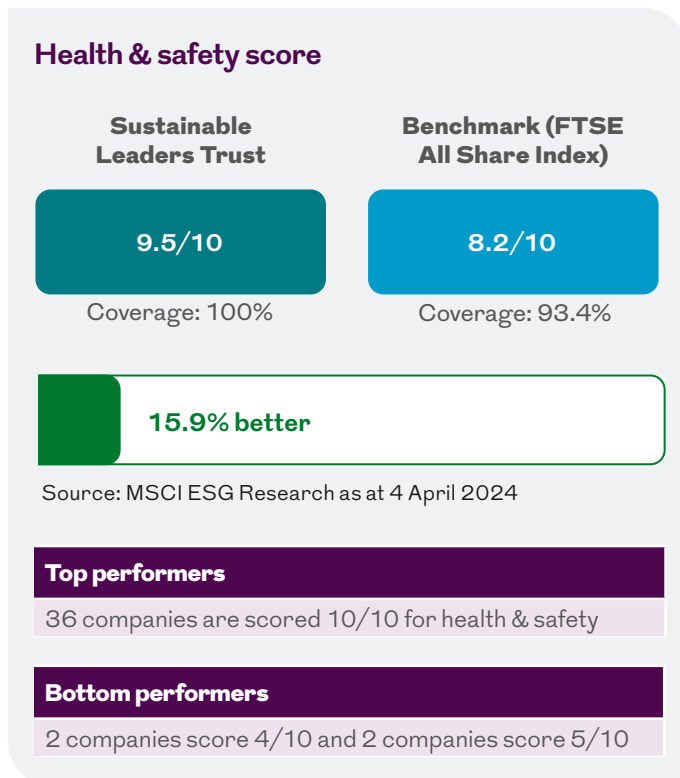 Health & safety score
Sustainable
Leaders Trust
Benchmark (FTSE
All Share Index)
9.5/10
8.2/10
Coverage: 100%
Coverage: 93.4%
15.9% better
Source: MSCI ESG Research as at 4 April 2024
Top performers
36 companies are scored 10/10 for health & safety
Bottom performers
2 companies score 4/10 and 2 companies score 5/10